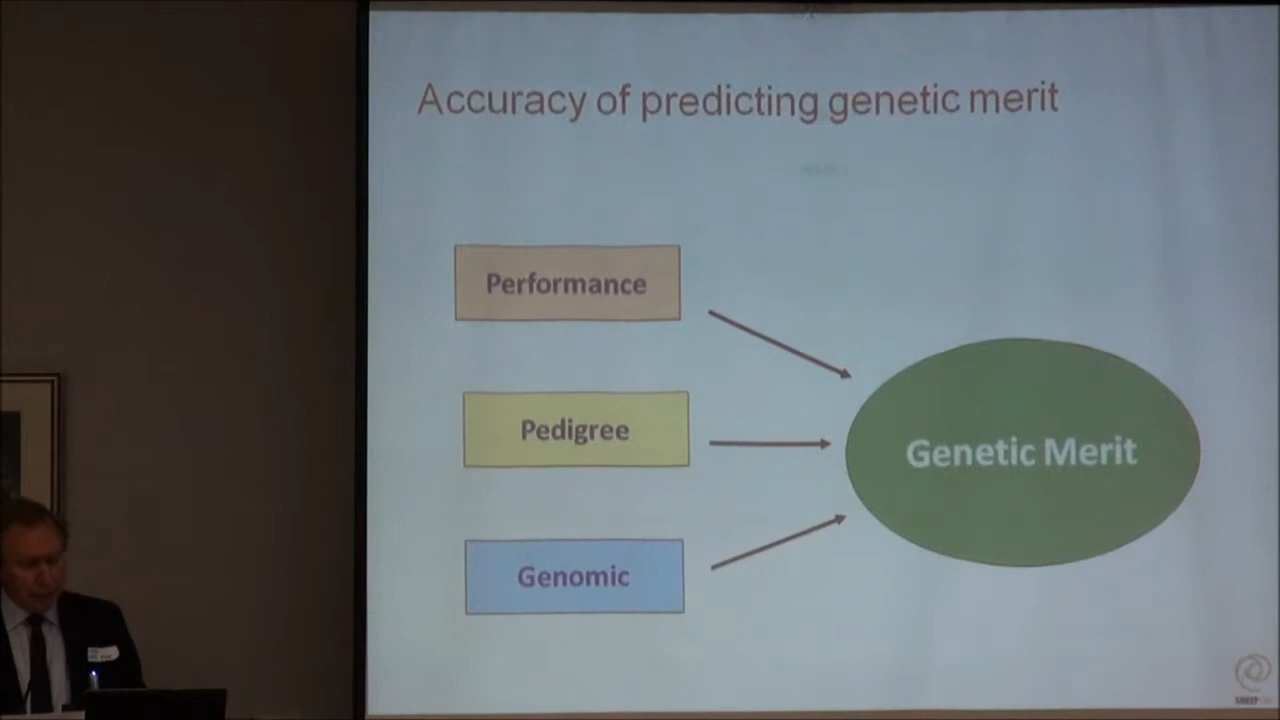 Accuracy of predicting genetic merit
Performance
Pedigree
Genetic Merit
Genomic